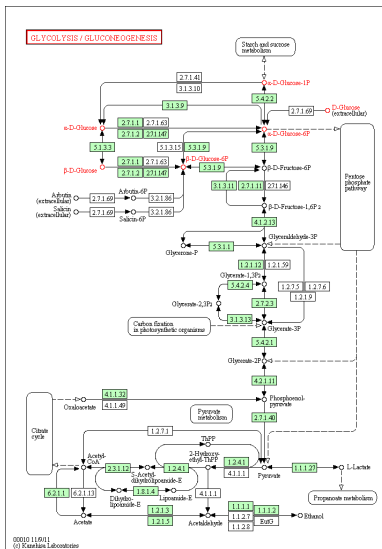 GLYCOLYSIS / GLUCONEOGENESIS
Starch and sucrose
metabolism
2.7.1.41
3.1.3.10
α-D-Glucose-1P
3.1.3.9
5.4.2.2
2.7.1.69
D-Glucose
(extracellular)
α-D-Glucose
2.7.1.1
2.7.1.63
2.7.1.2
2.7.1.147
α-D-Glucose-6P
5.1.3.3
5.1.3.15
5.3.1.9
5.3.1.9
β-D-Glucose-6P
β-D-Glucose
2.7.1.1
2.7.1.63
2.7.1.2
2.7.1.147
5.3.1.9
β-D-Fructose-6P
Pentose
phosphate
pathway
Arbutin
(extracellular)
2.7.1.69
Arbutin-6P
3.2.1.86
3.1.3.11
2.7.1.11
2.7.1.146
Salicin
(extracellular)
2.7.1.69
Salicin-6P
3.2.1.86
β-D-Fructose-1,6P2
4.1.2.13
Glyceraldehyde-3P
Glycerone-P
5.3.1.1
1.2.1.12
1.2.1.59
Glycerate-1,3P2
1.2.7.5
1.2.7.6
1.2.1.9
5.4.2.4
Glycerate-2,3P2
2.7.2.3
3.1.3.13
Glycerate-3P
Carbon fixation
in photosynthetic organisms
5.4.2.1
Glycerate-2P
4.2.1.11
4.1.1.32
4.1.1.49
Oxaloacetate
Phosphoenol-
pyruvate
Citrate
cycle
Pyruvate metabolism
2.7.1.40
1.2.7.1
ThPP
Acetyl-
CoA
2.3.1.12
1.2.4.1
2-Hydroxy-
ethyl-ThPP
1.2.4.1
4.1.1.1
Pyruvate
1.1.1.27
L-Lactate
S-Acetyl-
dihydrolipoamide-E
Propanoate metabolism
6.2.1.1
6.2.1.13
Dihydro-
lipoamide-E
1.8.1.4
Lipoamide-E
4.1.1.1
Acetate
1.2.1.3
1.2.1.5
Acetaldehyde
1.1.1.1
1.1.1.2
1.1.2.7
1.1.2.8
EutG
Ethanol
00010 11/9/11
(c) Kanehisa Laboratories